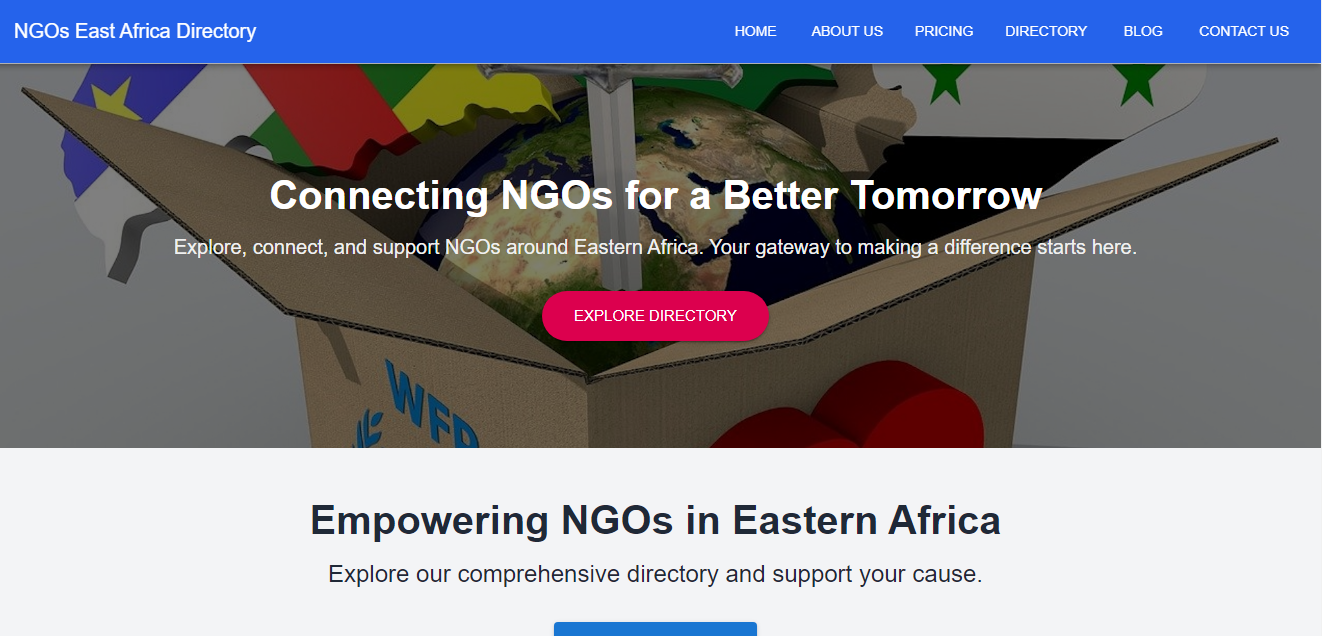 NGOs East Africa Directory
HOME ABOUT US PRICING DIRECTORY BLOG CONTACT US
Connecting NGOs for a Better Tomorrow
Explore, connect, and support NGOs around Eastern Africa. Your gateway to making a difference starts here.
EXPLORE DIRECTORY
WFP
Empowering NGOs in Eastern Africa
Explore our comprehensive directory and support your cause.